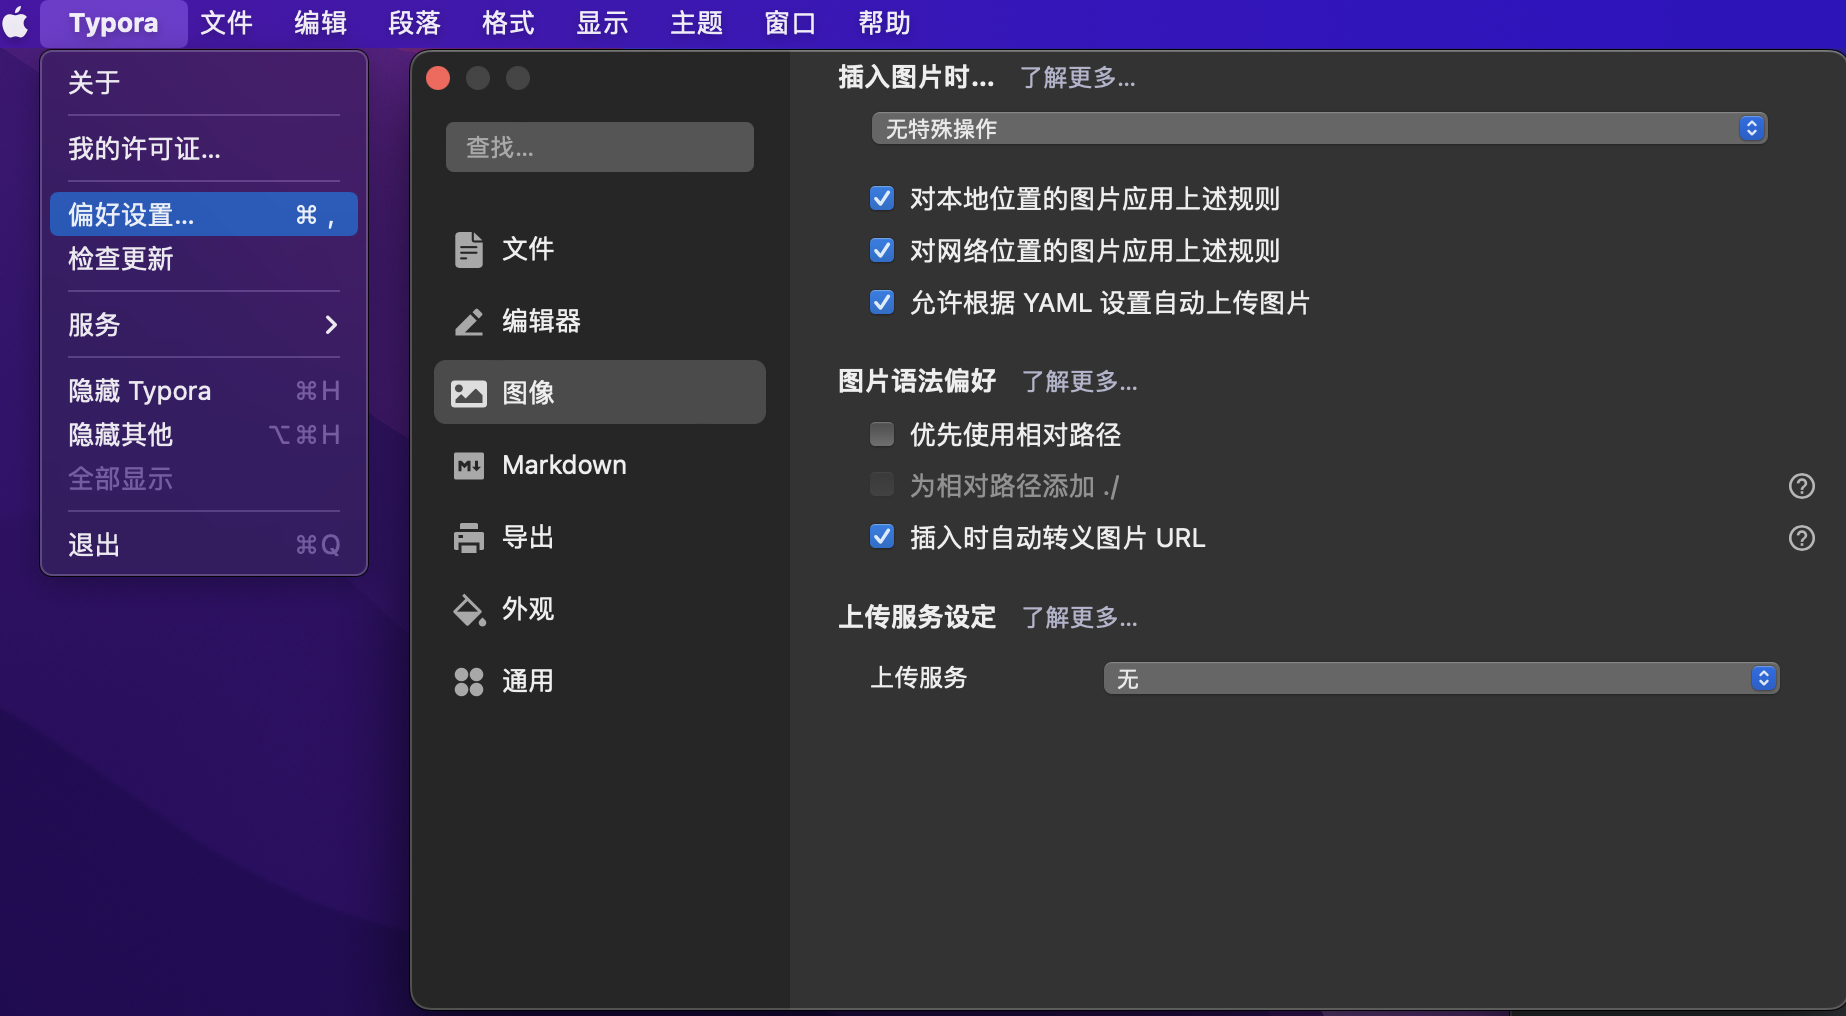 Typora 文件 编辑 段落 格式 显示 主题 窗口 帮助
关于
我的许可证...
偏好设置... ⌘ ,
检查更新
服务
隐藏 Typora ⌘H
隐藏其他 ⌥⌘H
全部显示
退出 ⌘Q
查找...
文件
编辑器
图像
Markdown
导出
外观
通用
插入图片时... 了解更多...
无特殊操作
对本地位置的图片应用上述规则
对网络位置的图片应用上述规则
允许根据 YAML 设置自动上传图片
图片语法偏好 了解更多...
优先使用相对路径
为相对路径添加 ./
插入时自动转义图片 URL
上传服务设定 了解更多...
上传服务 无